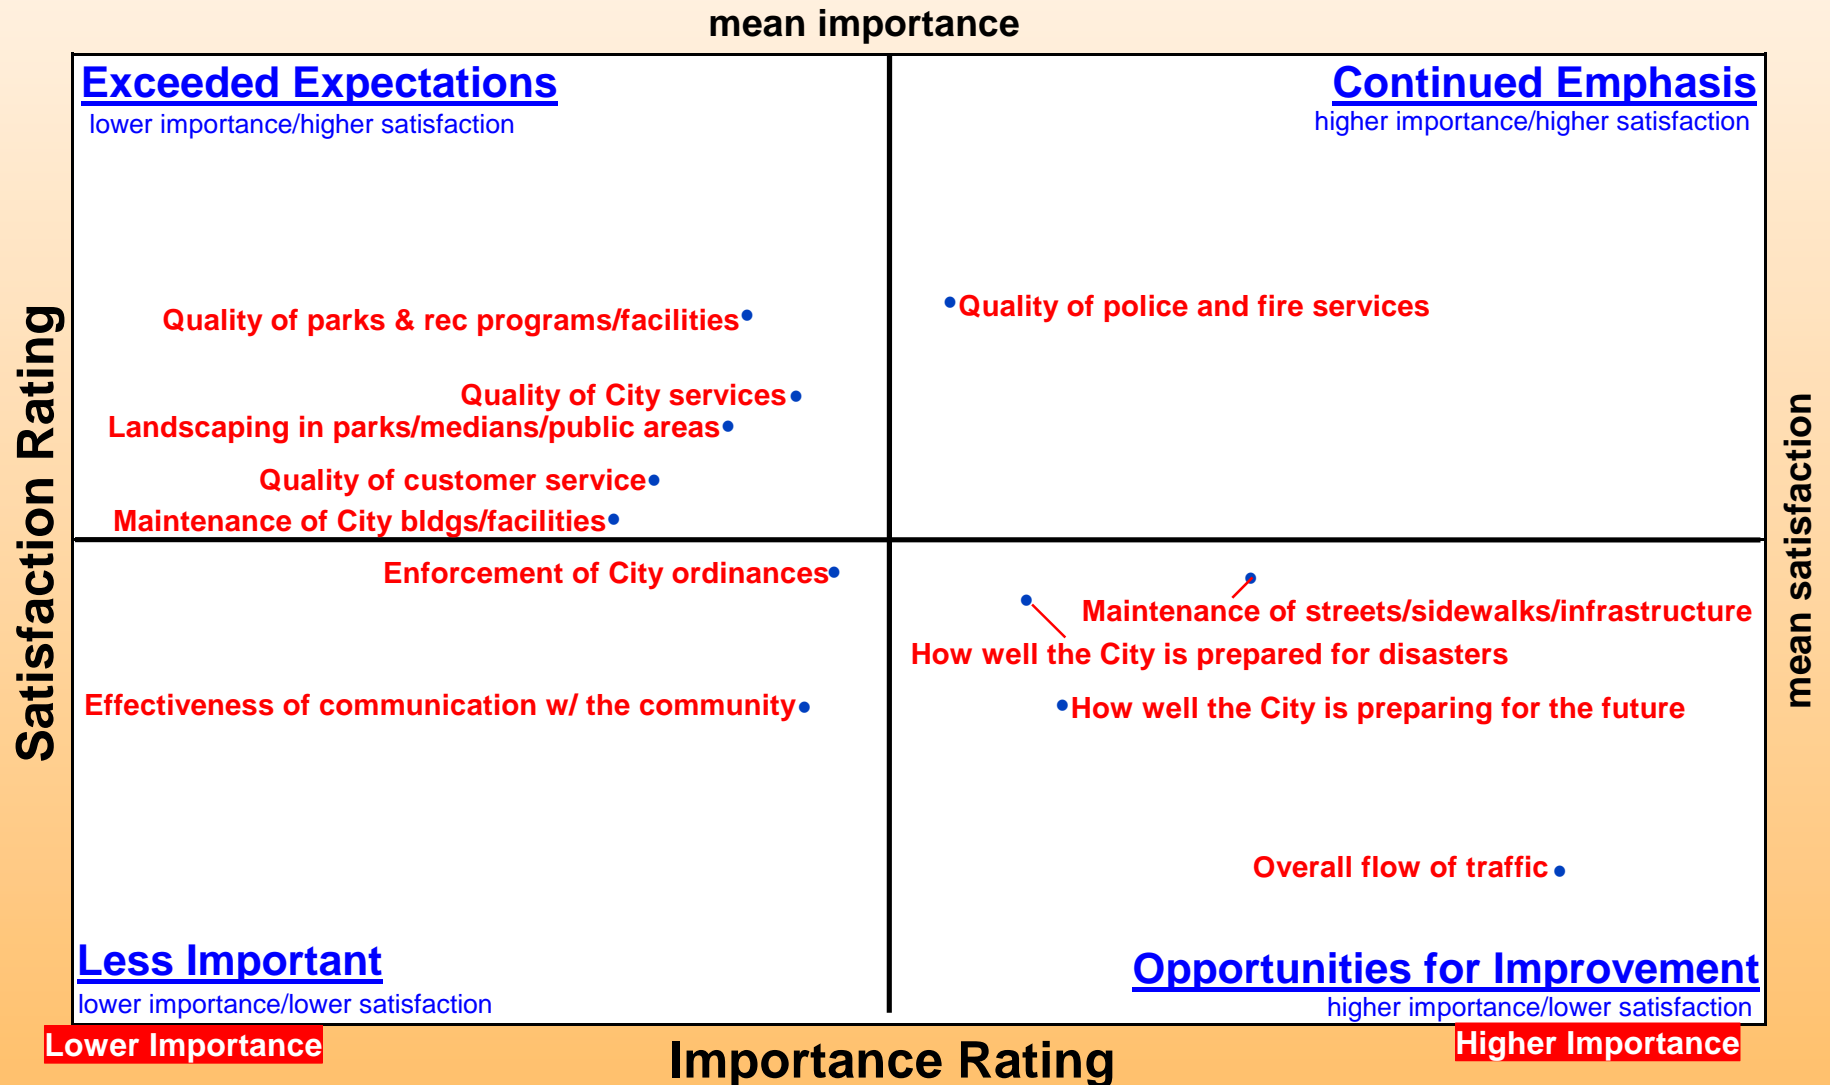 mean importance
Exceeded Expectations
lower importance/higher satisfaction
Continued Emphasis
higher importance/higher satisfaction
Quality of police and fire services
Quality of parks & rec programs/facilities
Quality of City services
Landscaping in parks/medians/public areas
Quality of customer service
Maintenance of City bldgs/facilities
Satisfaction Rating
mean satisfaction
Enforcement of City ordinances
Maintenance of streets/sidewalks/infrastructure
How well the City is prepared for disasters
Effectiveness of communication w/ the community
How well the City is preparing for the future
Overall flow of traffic
Less Important
lower importance/lower satisfaction
Opportunities for Improvement
higher importance/lower satisfaction
Lower Importance
Importance Rating
Higher Importance